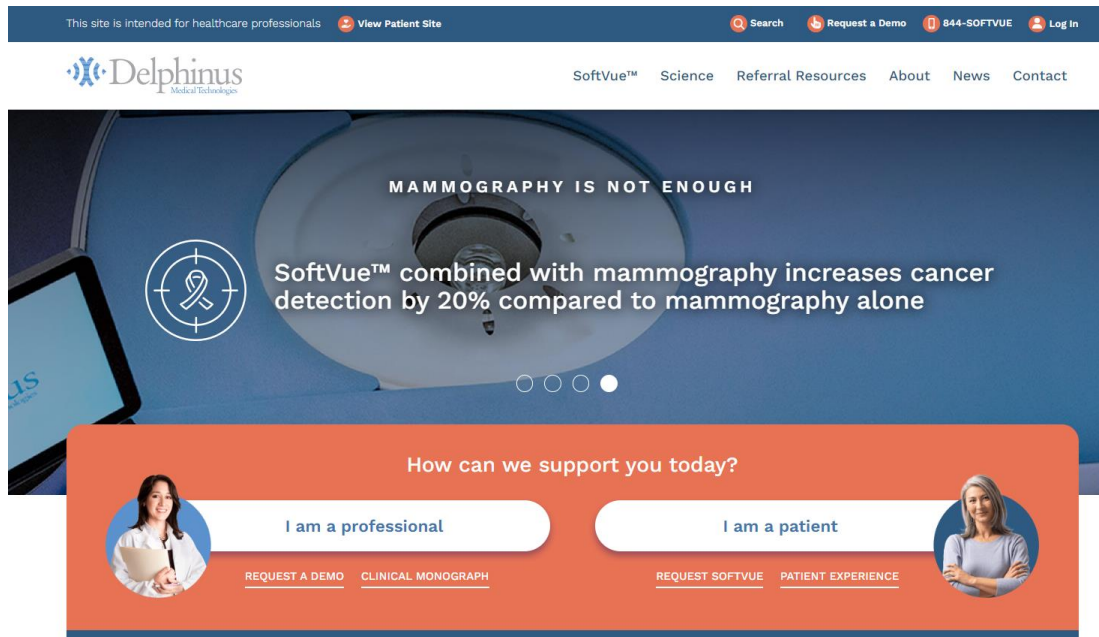 This site is intended for healthcare professionals
View Patient Site
Search
Request a Demo
844-SOFTVUE
Log In
Delphinus
Medical Technologies
SoftVue™
Science
Referral Resources
About
News
Contact
MAMMOGRAPHY IS NOT ENOUGH
SoftVue™ combined with mammography increases cancer
detection by 20% compared to mammography alone
How can we support you today?
I am a professional
I am a patient
REQUEST A DEMO
CLINICAL MONOGRAPH
REQUEST SOFTVUE
PATIENT EXPERIENCE